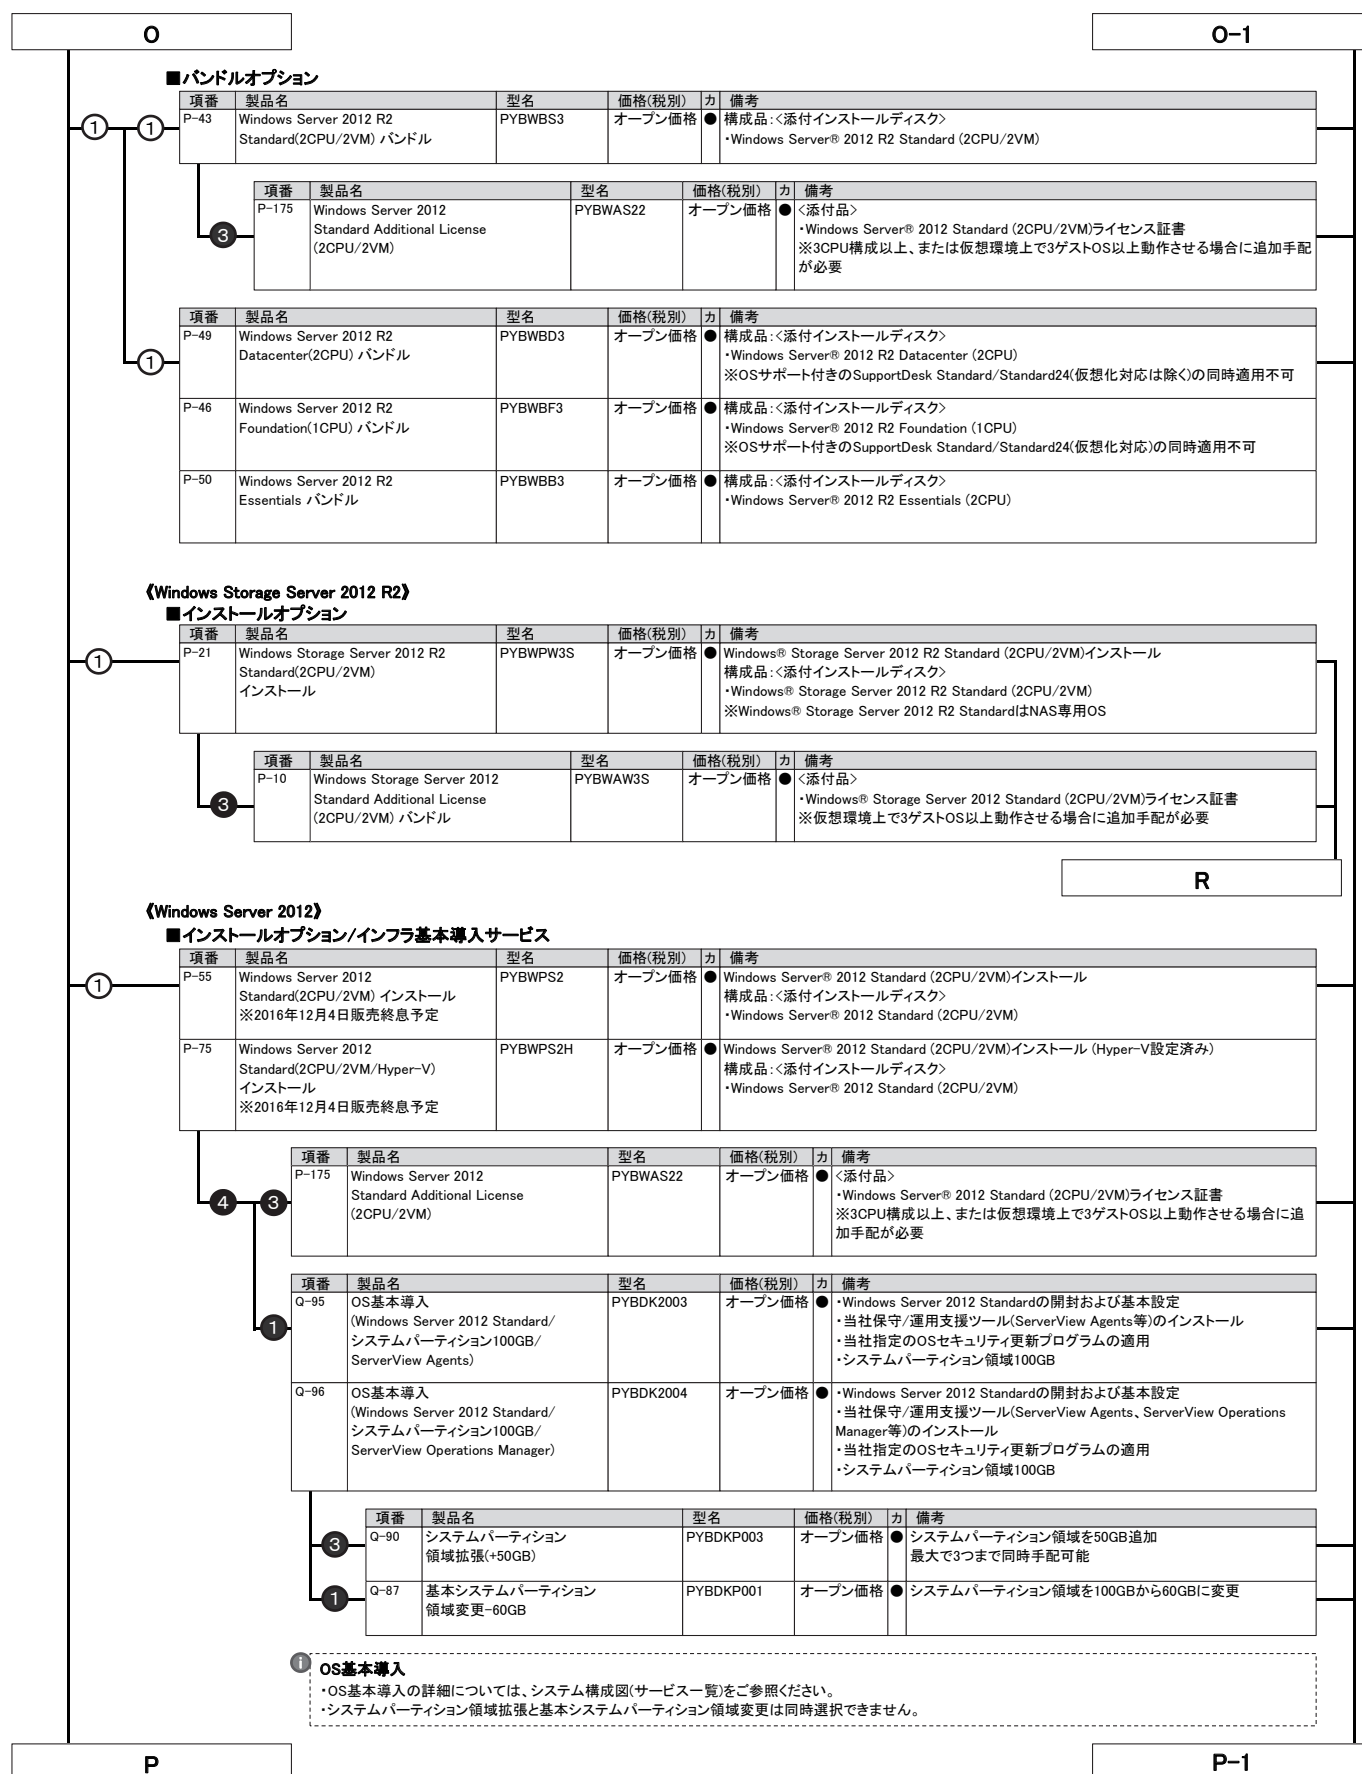 O
O-1
■バンドルオプション
項番 製品名 型名 価格(税別) カ 備考
P-43 Windows Server 2012 R2 PYBWBS3 オープン価格 ● 構成品:<添付インストールディスク>
Standard(2CPU/2VM) バンドル ・Windows Server® 2012 R2 Standard (2CPU/2VM)
① ①
項番 製品名 型名 価格(税別) カ 備考
P-175 Windows Server 2012 PYBWAS22 オープン価格 ● <添付品>
Standard Additional License ・Windows Server® 2012 Standard (2CPU/2VM)ライセンス証書
(2CPU/2VM) ※3CPU構成以上、または仮想環境上で3ゲストOS以上動作させる場合に追加手配
が必要
3
項番 製品名 型名 価格(税別) カ 備考
P-49 Windows Server 2012 R2 PYBWBD3 オープン価格 ● 構成品:<添付インストールディスク>
Datacenter(2CPU) バンドル ・Windows Server® 2012 R2 Datacenter (2CPU)
※OSサポート付きのSupportDesk Standard/Standard24(仮想化対応は除く)の同時適用不可
①
P-46 Windows Server 2012 R2 PYBWBF3 オープン価格 ● 構成品:<添付インストールディスク>
Foundation(1CPU) バンドル ・Windows Server® 2012 R2 Foundation (1CPU)
※OSサポート付きのSupportDesk Standard/Standard24(仮想化対応)の同時適用不可
P-50 Windows Server 2012 R2 PYBWBB3 オープン価格 ● 構成品:<添付インストールディスク>
Essentials バンドル ・Windows Server® 2012 R2 Essentials (2CPU)
《Windows Storage Server 2012 R2》
■インストールオプション
項番 製品名 型名 価格(税別) カ 備考
P-21 Windows Storage Server 2012 R2 PYBWPW3S オープン価格 ● Windows® Storage Server 2012 R2 Standard (2CPU/2VM)インストール
Standard(2CPU/2VM) 構成品:<添付インストールディスク>
インストール ・Windows® Storage Server 2012 R2 Standard (2CPU/2VM)
※Windows® Storage Server 2012 R2 StandardはNAS専用OS
①
項番 製品名 型名 価格(税別) カ 備考
P-10 Windows Storage Server 2012 PYBWAW3S オープン価格 ● <添付品>
Standard Additional License ・Windows® Storage Server 2012 Standard (2CPU/2VM)ライセンス証書
(2CPU/2VM) バンドル ※仮想環境上で3ゲストOS以上動作させる場合に追加手配が必要
3
R
《Windows Server 2012》
■インストールオプション/インフラ基本導入サービス
項番 製品名 型名 価格(税別) カ 備考
P-55 Windows Server 2012 PYBWPS2 オープン価格 ● Windows Server® 2012 Standard (2CPU/2VM)インストール
Standard(2CPU/2VM) インストール 構成品:<添付インストールディスク>
※2016年12月4日販売終息予定 ・Windows Server® 2012 Standard (2CPU/2VM)
①
P-75 Windows Server 2012 PYBWPS2H オープン価格 ● Windows Server® 2012 Standard (2CPU/2VM)インストール (Hyper-V設定済み)
Standard(2CPU/2VM/Hyper-V) 構成品:<添付インストールディスク>
インストール ・Windows Server® 2012 Standard (2CPU/2VM)
※2016年12月4日販売終息予定
項番 製品名 型名 価格(税別) カ 備考
P-175 Windows Server 2012 PYBWAS22 オープン価格 ● <添付品>
Standard Additional License ・Windows Server® 2012 Standard (2CPU/2VM)ライセンス証書
(2CPU/2VM) ※3CPU構成以上、または仮想環境上で3ゲストOS以上動作させる場合に追
加手配が必要
4 3
項番 製品名 型名 価格(税別) カ 備考
Q-95 OS基本導入 PYBDK2003 オープン価格 ● ・Windows Server 2012 Standardの開封および基本設定
(Windows Server 2012 Standard/ ・当社保守/運用支援ツール(ServerView Agents等)のインストール
システムパーティション100GB/ ・当社指定のOSセキュリティ更新プログラムの適用
ServerView Agents) ・システムパーティション領域100GB
1
Q-96 OS基本導入 PYBDK2004 オープン価格 ● ・Windows Server 2012 Standardの開封および基本設定
(Windows Server 2012 Standard/ ・当社保守/運用支援ツール(ServerView Agents、ServerView Operations
システムパーティション100GB/ Manager等)のインストール
ServerView Operations Manager) ・当社指定のOSセキュリティ更新プログラムの適用
・システムパーティション領域100GB
項番 製品名 型名 価格(税別) カ 備考
3 Q-90 システムパーティション PYBDKP003 オープン価格 ● システムパーティション領域を50GB追加
領域拡張(+50GB) 最大で3つまで同時手配可能
1 Q-87 基本システムパーティション PYBDKP001 オープン価格 ● システムパーティション領域を100GBから60GBに変更
領域変更-60GB
i OS基本導入
・OS基本導入の詳細については、システム構成図(サービス一覧)をご参照ください。
・システムパーティション領域拡張と基本システムパーティション領域変更は同時選択できません。
P
P-1